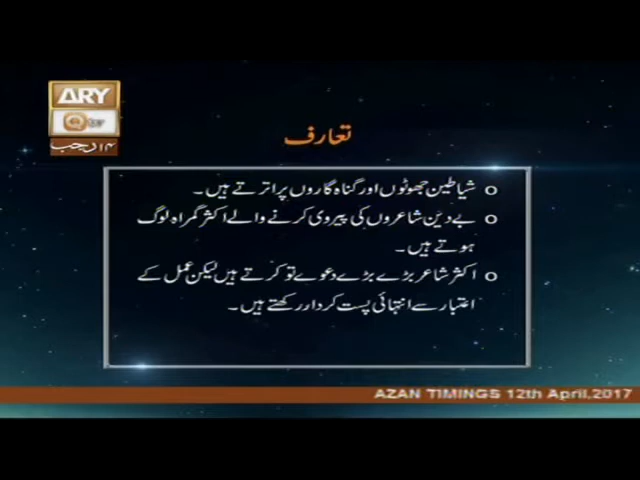 ARY
Qtv
۱۴ رجب
تعارف
شیاطین جھوٹوں اور گناہ گاروں پر اترتے ہیں۔
بے دین شاعروں کی پیروی کرنے والے اکثر گمراہ لوگ
ہوتے ہیں۔
اکثر شاعر بڑے بڑے دعوے تو کرتے ہیں لیکن عمل کے
اعتبار سے انتہائی پست کردار رکھتے ہیں۔
AZAN TIMINGS 12th April,2017